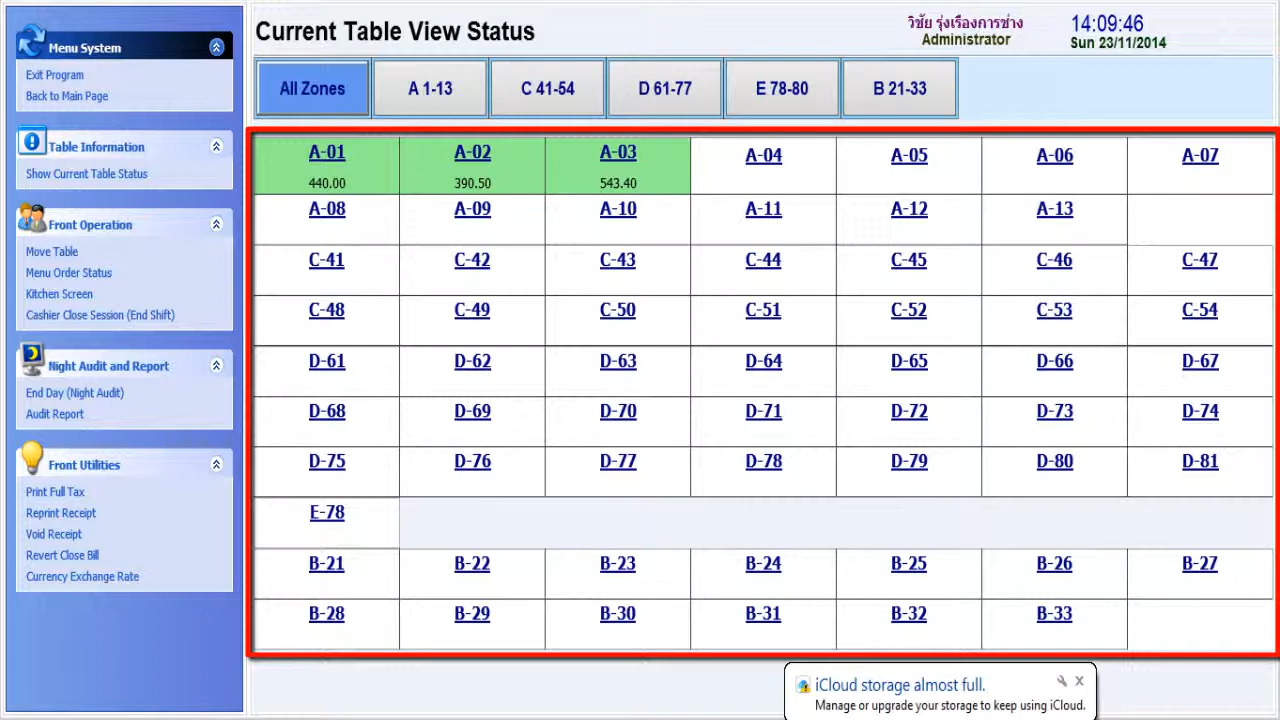 Menu System
Exit Program
Back to Main Page
Table Information
Show Current Table Status
Front Operation
Move Table
Menu Order Status
Kitchen Screen
Cashier Close Session (End Shift)
Night Audit and Report
End Day (Night Audit)
Audit Report
Front Utilities
Print Full Tax
Reprint Receipt
Void Receipt
Revert Close Bill
Currency Exchange Rate
Current Table View Status
วิชัย รุ่งเรืองการช่าง
Administrator
14:09:46
Sun 23/11/2014
All Zones A 1-13 C 41-54 D 61-77 E 78-80 B 21-33
A-01 A-02 A-03 A-04 A-05 A-06 A-07
440.00 390.50 543.40
A-08 A-09 A-10 A-11 A-12 A-13
C-41 C-42 C-43 C-44 C-45 C-46 C-47
C-48 C-49 C-50 C-51 C-52 C-53 C-54
D-61 D-62 D-63 D-64 D-65 D-66 D-67
D-68 D-69 D-70 D-71 D-72 D-73 D-74
D-75 D-76 D-77 D-78 D-79 D-80 D-81
E-78
B-21 B-22 B-23 B-24 B-25 B-26 B-27
B-28 B-29 B-30 B-31 B-32 B-33
iCloud storage almost full.
Manage or upgrade your storage to keep using iCloud.